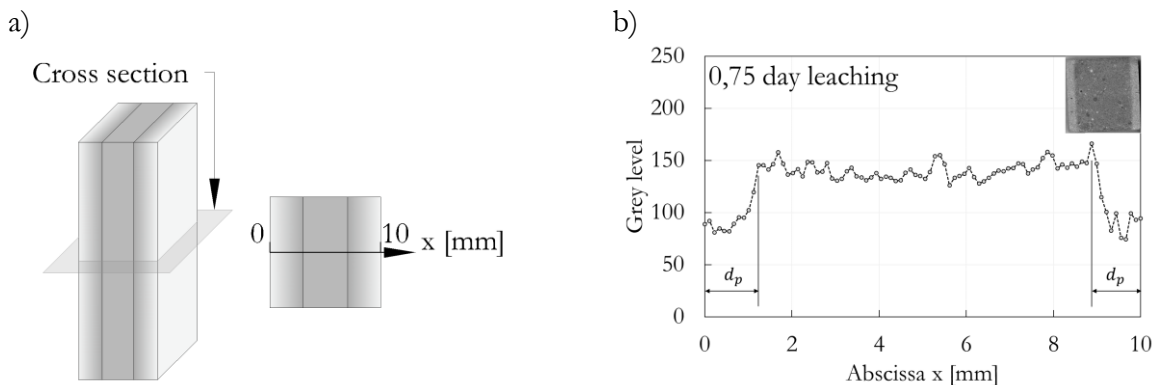 a)
Cross section
0
10
x [mm]
b)
0,75 day leaching
Grey level
250
200
150
100
50
0
d_p
d_p
0 2 4 6 8 10
Abscissa x [mm]